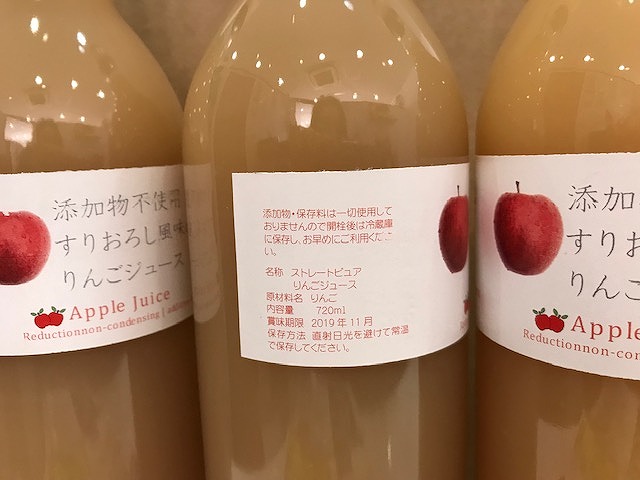 添加物不使用
すりおろし風味
りんごジュース
Apple Juice
Reductionnon-condensing
添加物・保存料は一切使用して
おりませんので開栓後は冷蔵庫
に保存し、お早めにご利用くださ
い。
名称 ストレートピュア
りんごジュース
原材料名 りんご
内容量 720ml
賞味期限 2019年11月
保存方法 直射日光を避けて常温
で保存してください。
添加
すりお
りんご
Apple
Reductionnon-conde